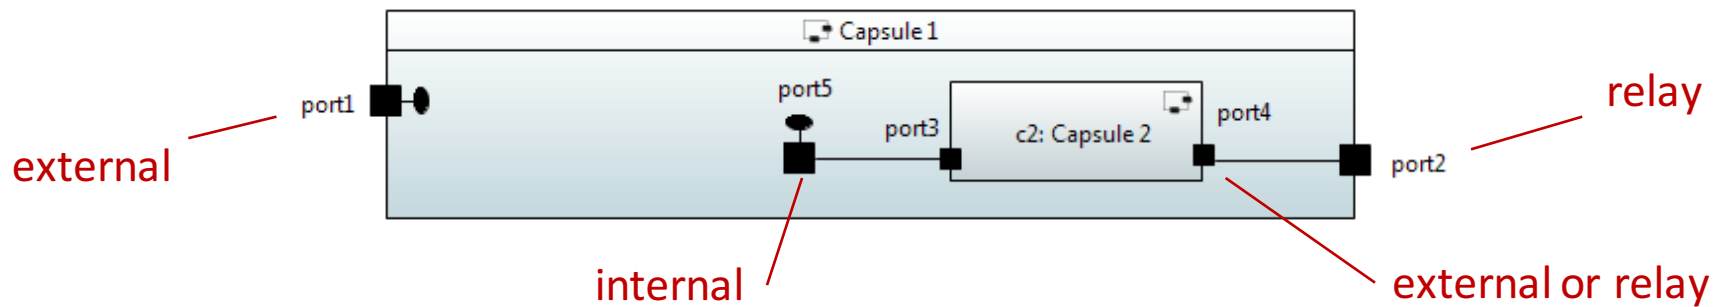 Capsule 1
port1
port5
port3
c2: Capsule 2
port4
port2
relay
external
internal
external or relay